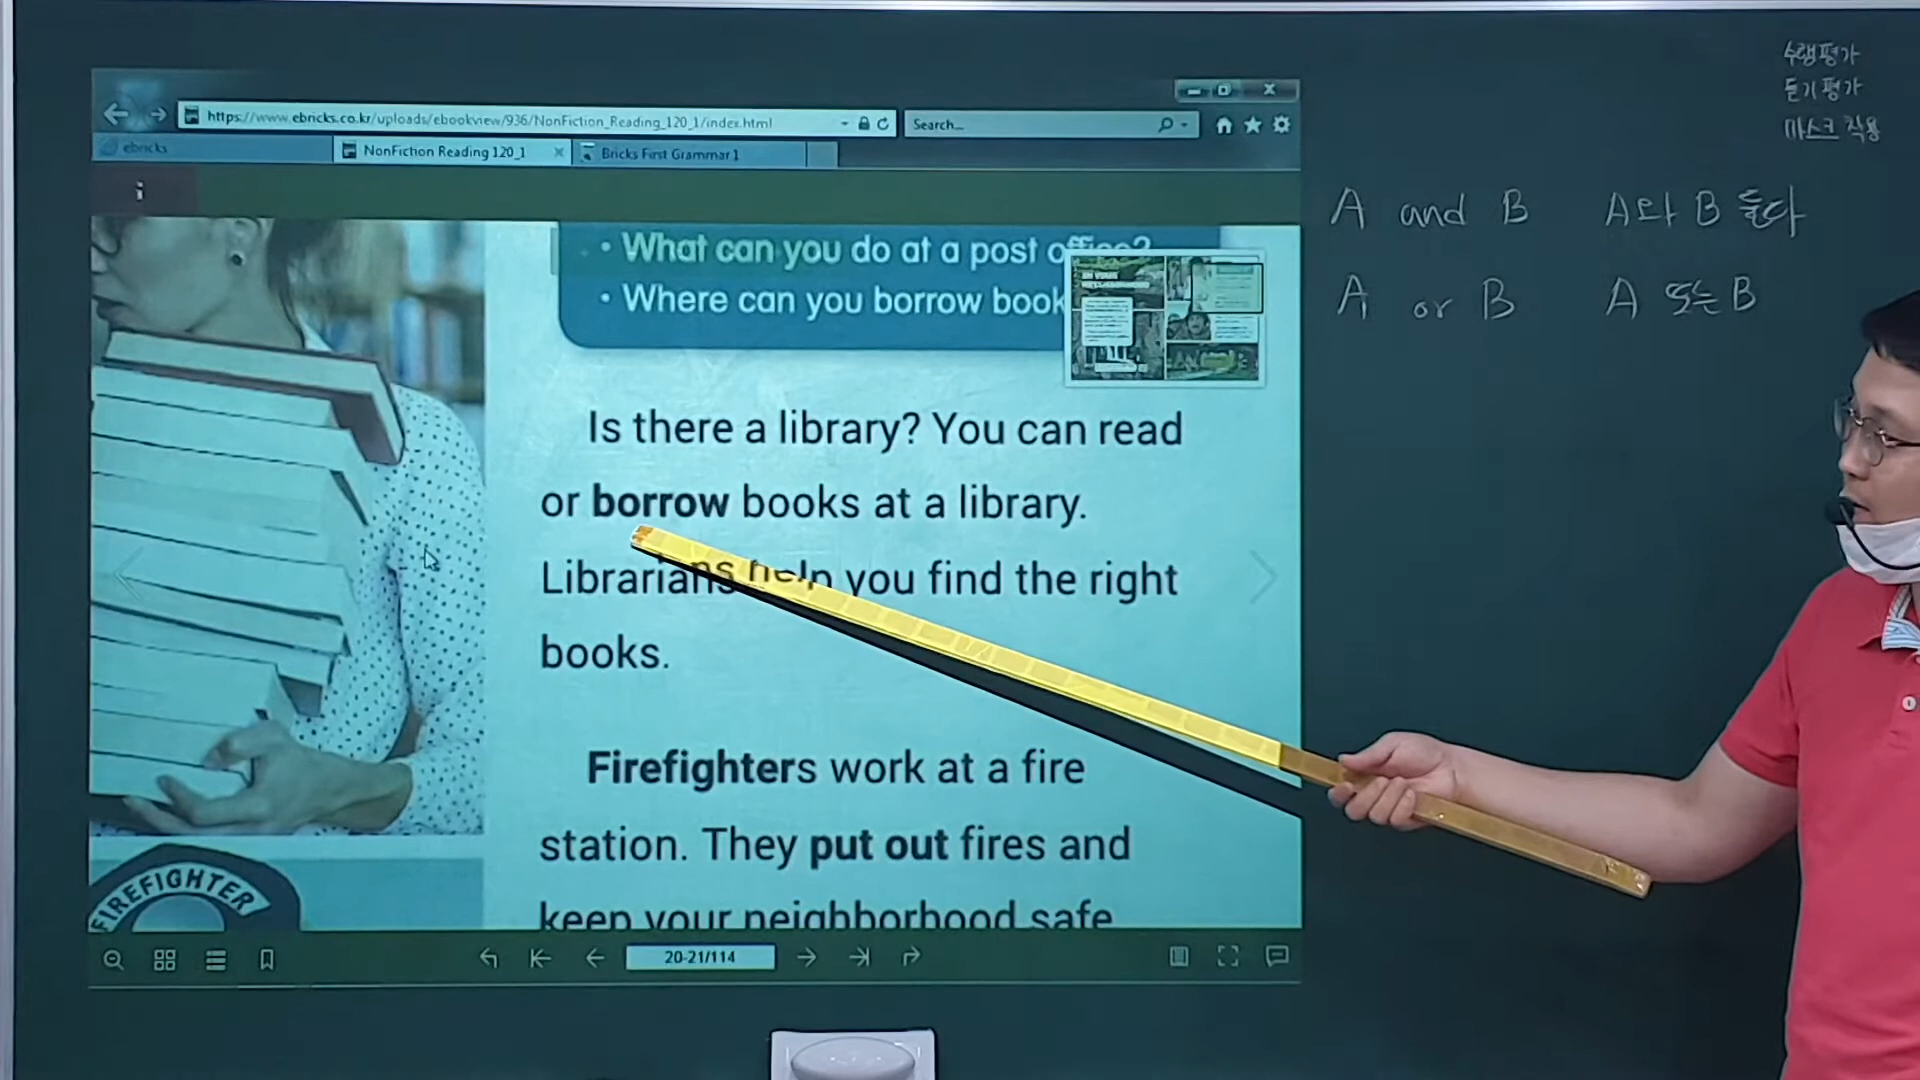 수행평가
듣기평가
마스크 착용
https://www.ebricks.co.kr/uploads/ebookview/936/NonFiction_Reading_120_1/index.html
Search...
ebricks
NonFiction Reading 120_1
Bricks First Grammar 1
i
A and B A와 B 둘다
A or B A 또는 B
• What can you do at a post office?
• Where can you borrow book
Is there a library? You can read
or borrow books at a library.
Librarians help you find the right
books.
Firefighters work at a fire
station. They put out fires and
keep your neighborhood safe
FIREFIGHTER
20-21/114